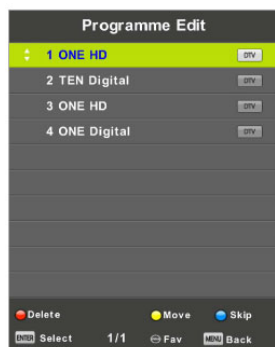 Programme Edit
1 ONE HD DTV
2 TEN Digital DTV
3 ONE HD DTV
4 ONE Digital DTV
Delete Move Skip
ENTER Select 1/1 Fav MENU Back